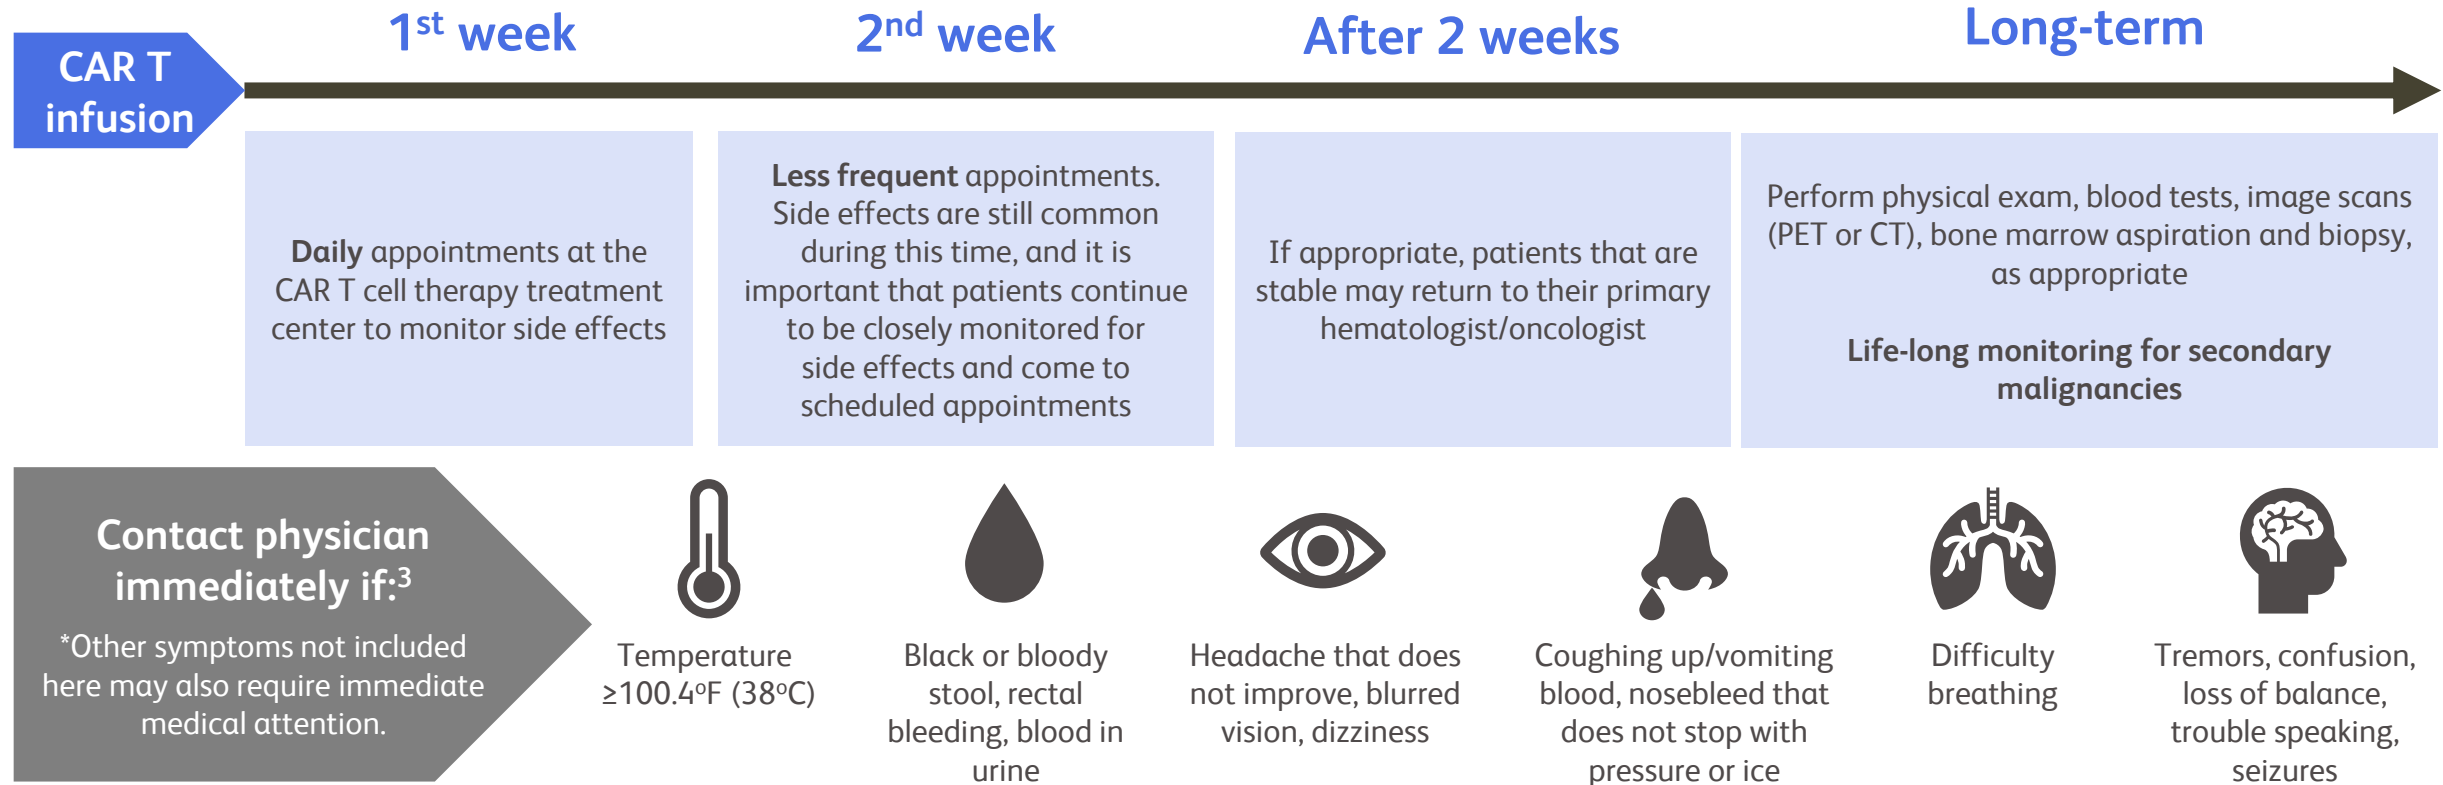 CAR T
infusion
1st week
2nd week
After 2 weeks
Long-term
Daily appointments at the
CAR T cell therapy treatment
center to monitor side effects
Less frequent appointments.
Side effects are still common
during this time, and it is
important that patients continue
to be closely monitored for
side effects and come to
scheduled appointments
If appropriate, patients that are
stable may return to their primary
hematologist/oncologist
Perform physical exam, blood tests, image scans
(PET or CT), bone marrow aspiration and biopsy,
as appropriate
Life-long monitoring for secondary
malignancies
Contact physician
immediately if:3
*Other symptoms not included
here may also require immediate
medical attention.
Temperature
≥100.4ºF (38ºC)
Black or bloody
stool, rectal
bleeding, blood in
urine
Headache that does
not improve, blurred
vision, dizziness
Coughing up/vomiting
blood, nosebleed that
does not stop with
pressure or ice
Difficulty
breathing
Tremors, confusion,
loss of balance,
trouble speaking,
seizures